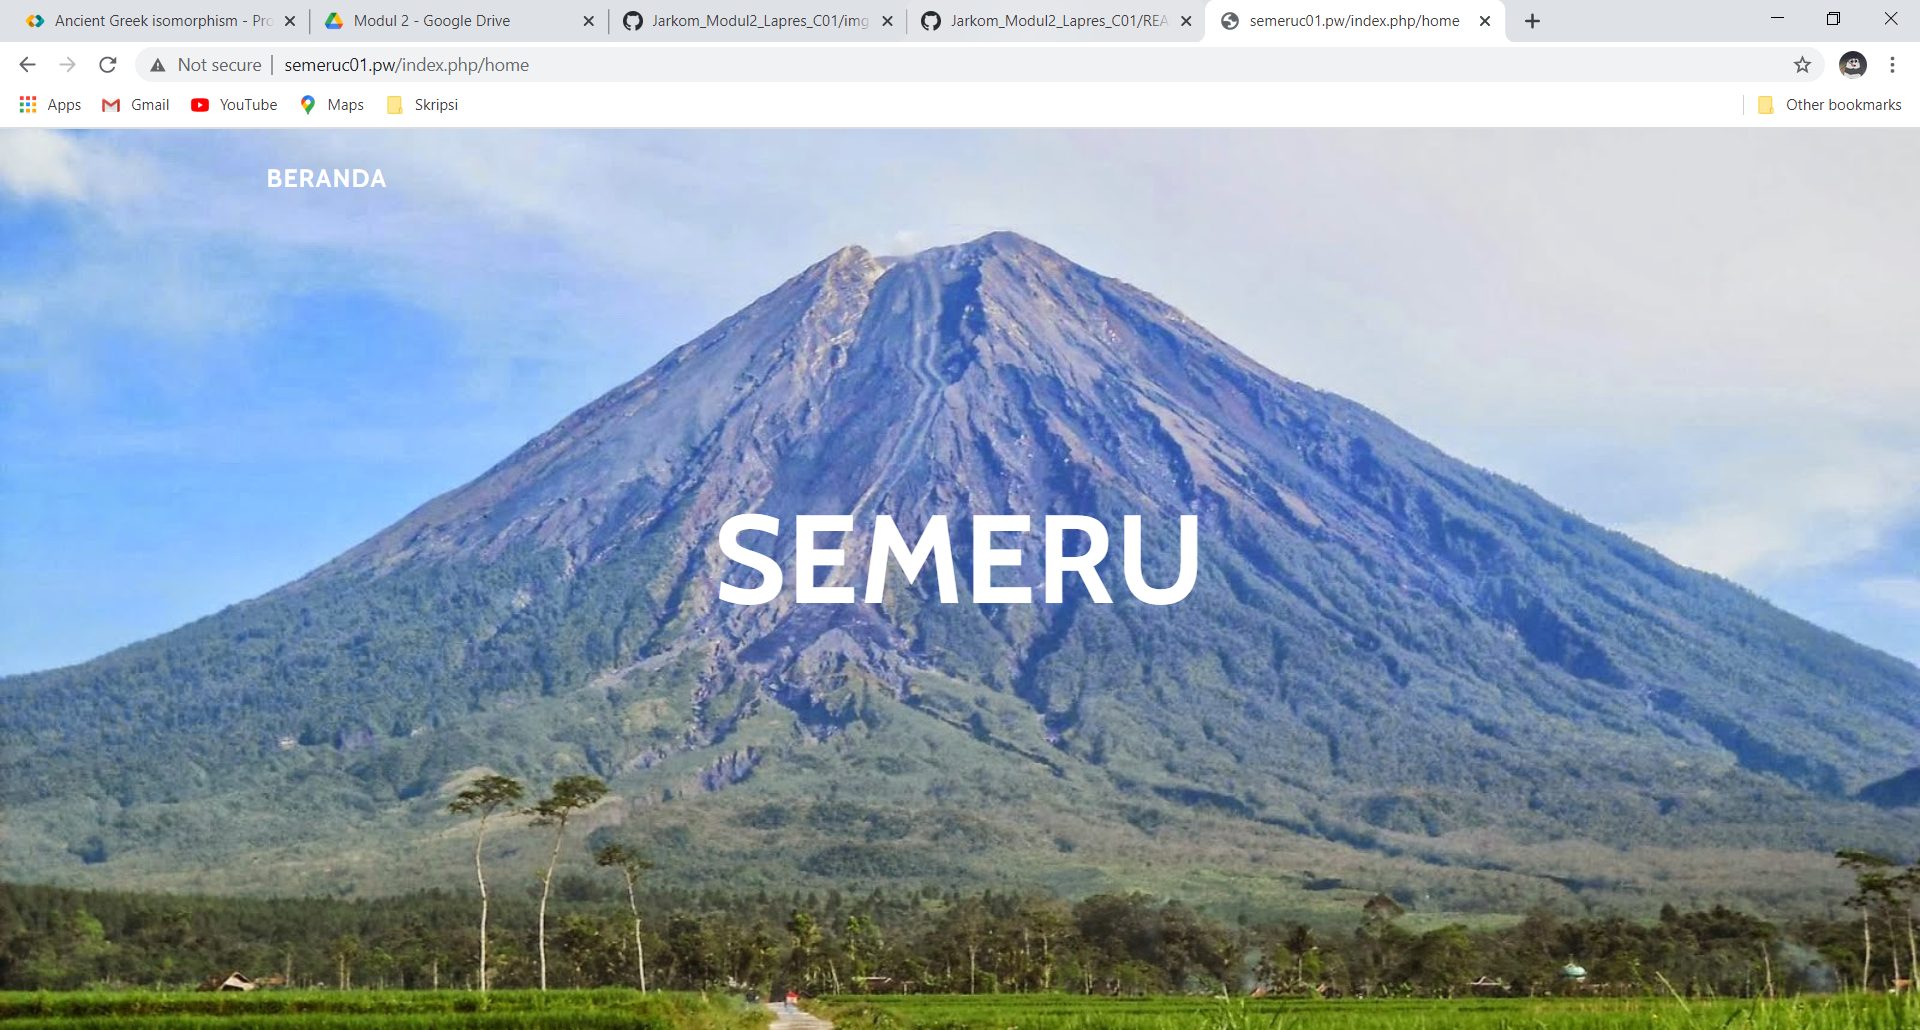 Ancient Greek isomorphism - Pro
Modul 2 - Google Drive
Jarkom_Modul2_Lapres_C01/img
Jarkom_Modul2_Lapres_C01/REA
semeruc01.pw/index.php/home
Not secure
semeruc01.pw/index.php/home
Apps
Gmail
YouTube
Maps
Skripsi
Other bookmarks
BERANDA
SEMERU